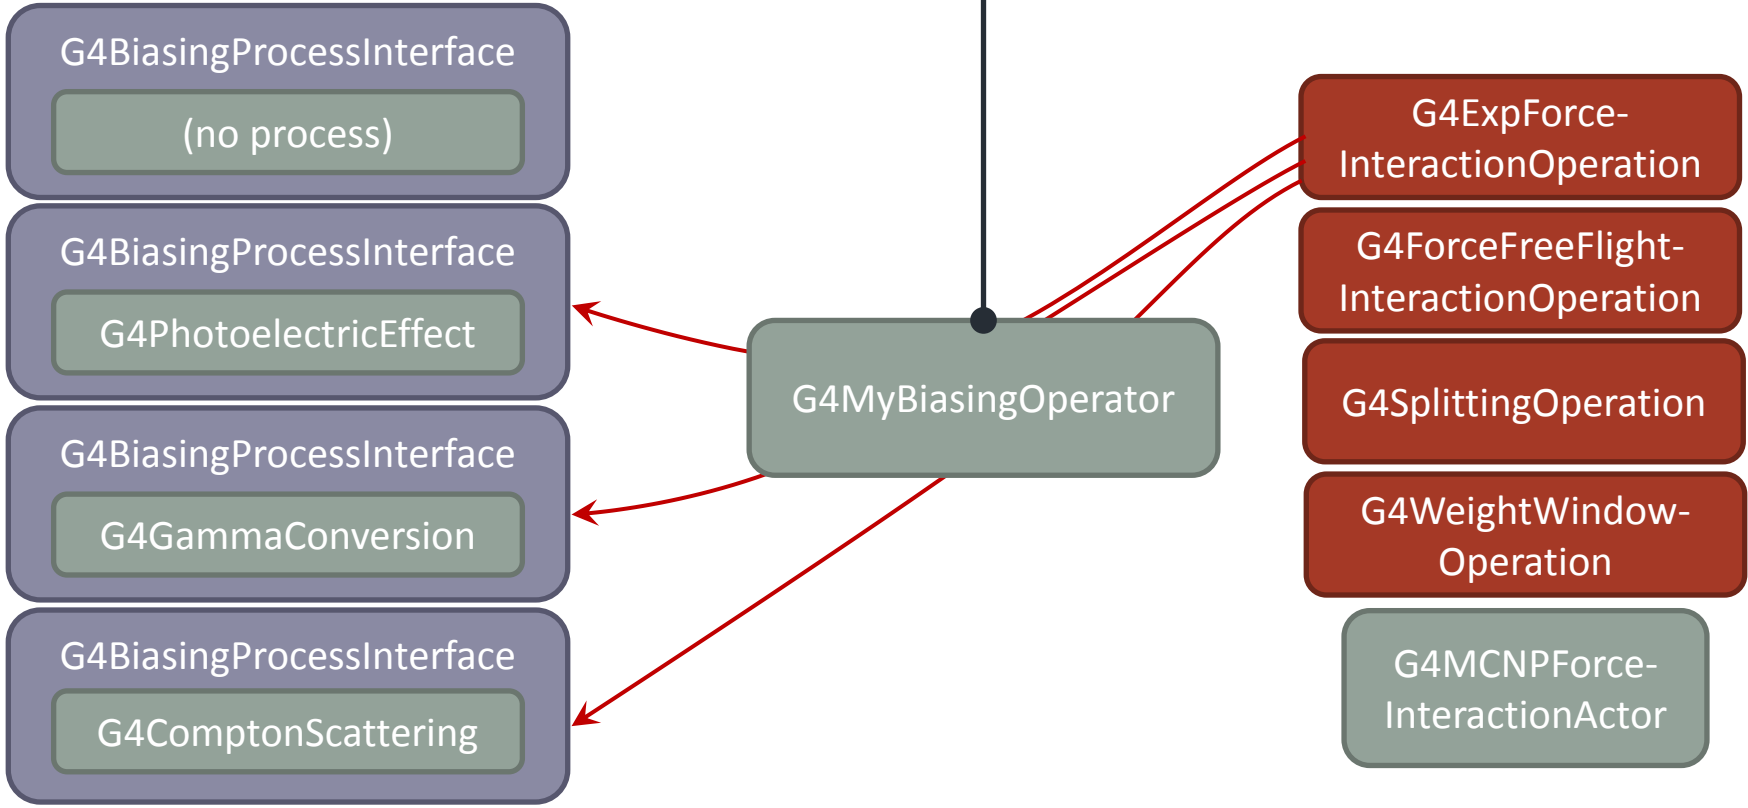 G4BiasingProcessInterface
(no process)
G4BiasingProcessInterface
G4PhotoelectricEffect
G4BiasingProcessInterface
G4GammaConversion
G4BiasingProcessInterface
G4ComptonScattering
G4MyBiasingOperator
G4ExpForce-
InteractionOperation
G4ForceFreeFlight-
InteractionOperation
G4SplittingOperation
G4WeightWindow-
Operation
G4MCNPForce-
InteractionActor